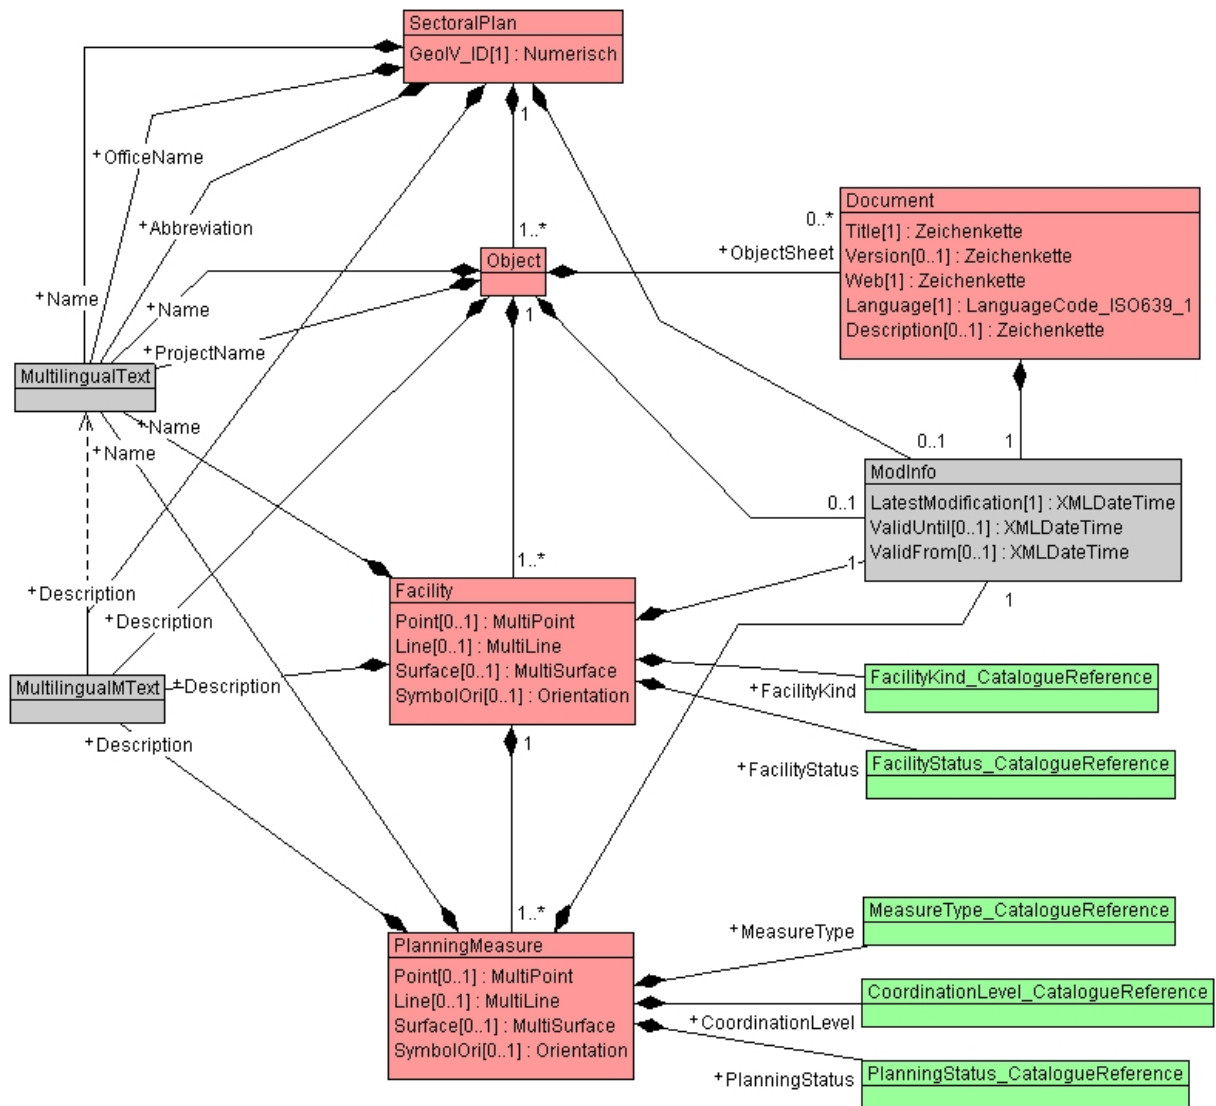 SectoralPlan
GeoIV_ID[1] : Numerisch
1
+OfficeName
Document
0..*
Title[1] : Zeichenkette
+Abbreviation
1..*
+ObjectSheet
Version[0..1] : Zeichenkette
Object
Web[1] : Zeichenkette
+Name
+Name
Language[1] : LanguageCode_ISO639_1
1
Description[0..1] : Zeichenkette
+ProjectName
MultilingualText
+Name
0..1
1
+Name
ModInfo
0..1
LatestModification[1] : XMLDateTime
ValidUntil[0..1] : XMLDateTime
ValidFrom[0..1] : XMLDateTime
1..*
1
+Description
Facility
1
+Description
Point[0..1] : MultiPoint
Line[0..1] : MultiLine
Surface[0..1] : MultiSurface
SymbolOri[0..1] : Orientation
MultilingualMText
+Description
FacilityKind_CatalogueReference
+FacilityKind
+Description
1
FacilityStatus_CatalogueReference
+FacilityStatus
1..*
MeasureType_CatalogueReference
+MeasureType
PlanningMeasure
Point[0..1] : MultiPoint
Line[0..1] : MultiLine
Surface[0..1] : MultiSurface
SymbolOri[0..1] : Orientation
CoordinationLevel_CatalogueReference
+CoordinationLevel
PlanningStatus_CatalogueReference
+PlanningStatus